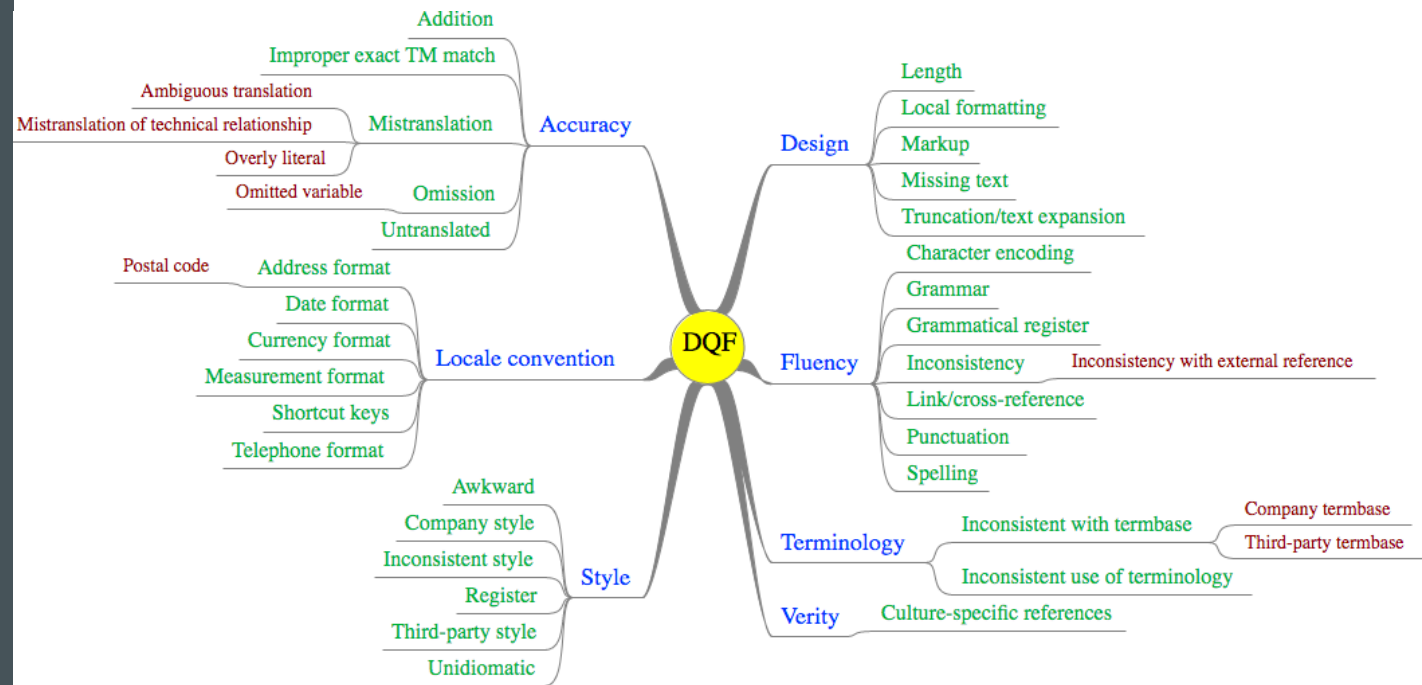 DQF
Accuracy
Addition
Improper exact TM match
Mistranslation
Ambiguous translation
Mistranslation of technical relationship
Overly literal
Omission
Omitted variable
Untranslated
Locale convention
Address format
Postal code
Date format
Currency format
Measurement format
Shortcut keys
Telephone format
Style
Awkward
Company style
Inconsistent style
Register
Third-party style
Unidiomatic
Design
Length
Local formatting
Markup
Missing text
Truncation/text expansion
Fluency
Character encoding
Grammar
Grammatical register
Inconsistency
Inconsistency with external reference
Link/cross-reference
Punctuation
Spelling
Terminology
Inconsistent with termbase
Company termbase
Third-party termbase
Inconsistent use of terminology
Verity
Culture-specific references